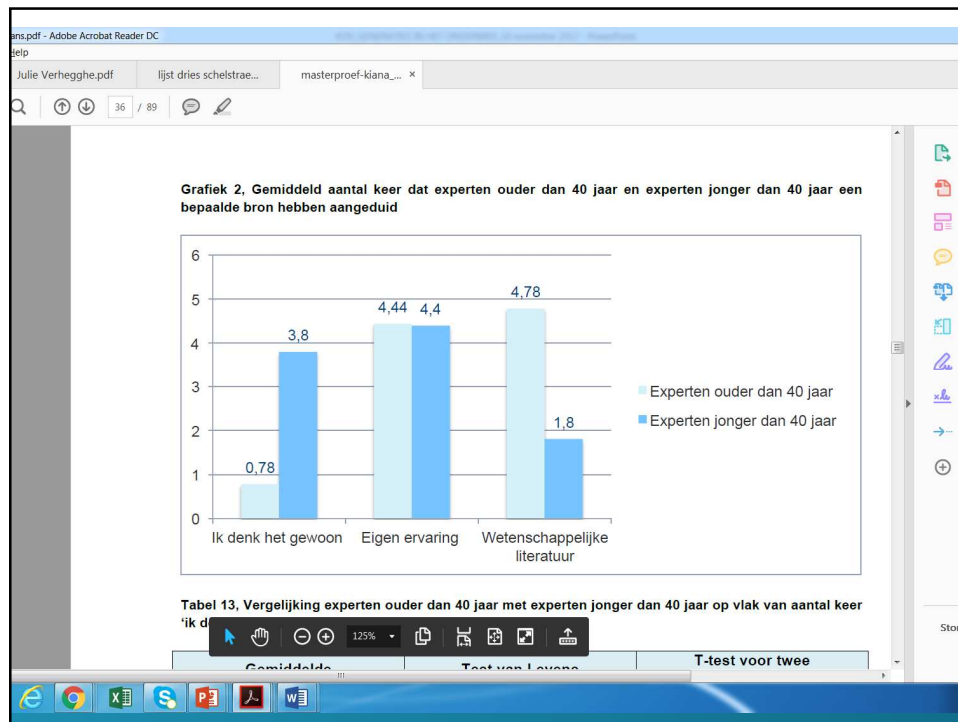 ans.pdf - Adobe Acrobat Reader DC
Help
Julie Verhegghe.pdf
lijst dries schelstrae...
masterproef-kiana_... ×
36 / 89
Grafiek 2, Gemiddeld aantal keer dat experten ouder dan 40 jaar en experten jonger dan 40 jaar een
bepaalde bron hebben aangeduid
6
5
4
3
2
1
0
0,78
3,8
4,44
4,4
4,78
1,8
Ik denk het gewoon
Eigen ervaring
Wetenschappelijke
literatuur
Experten ouder dan 40 jaar
Experten jonger dan 40 jaar
Tabel 13, Vergelijking experten ouder dan 40 jaar met experten jonger dan 40 jaar op vlak van aantal keer
'ik d
125%
Gemiddelde
Test van Levene
T-test voor twee
Sto